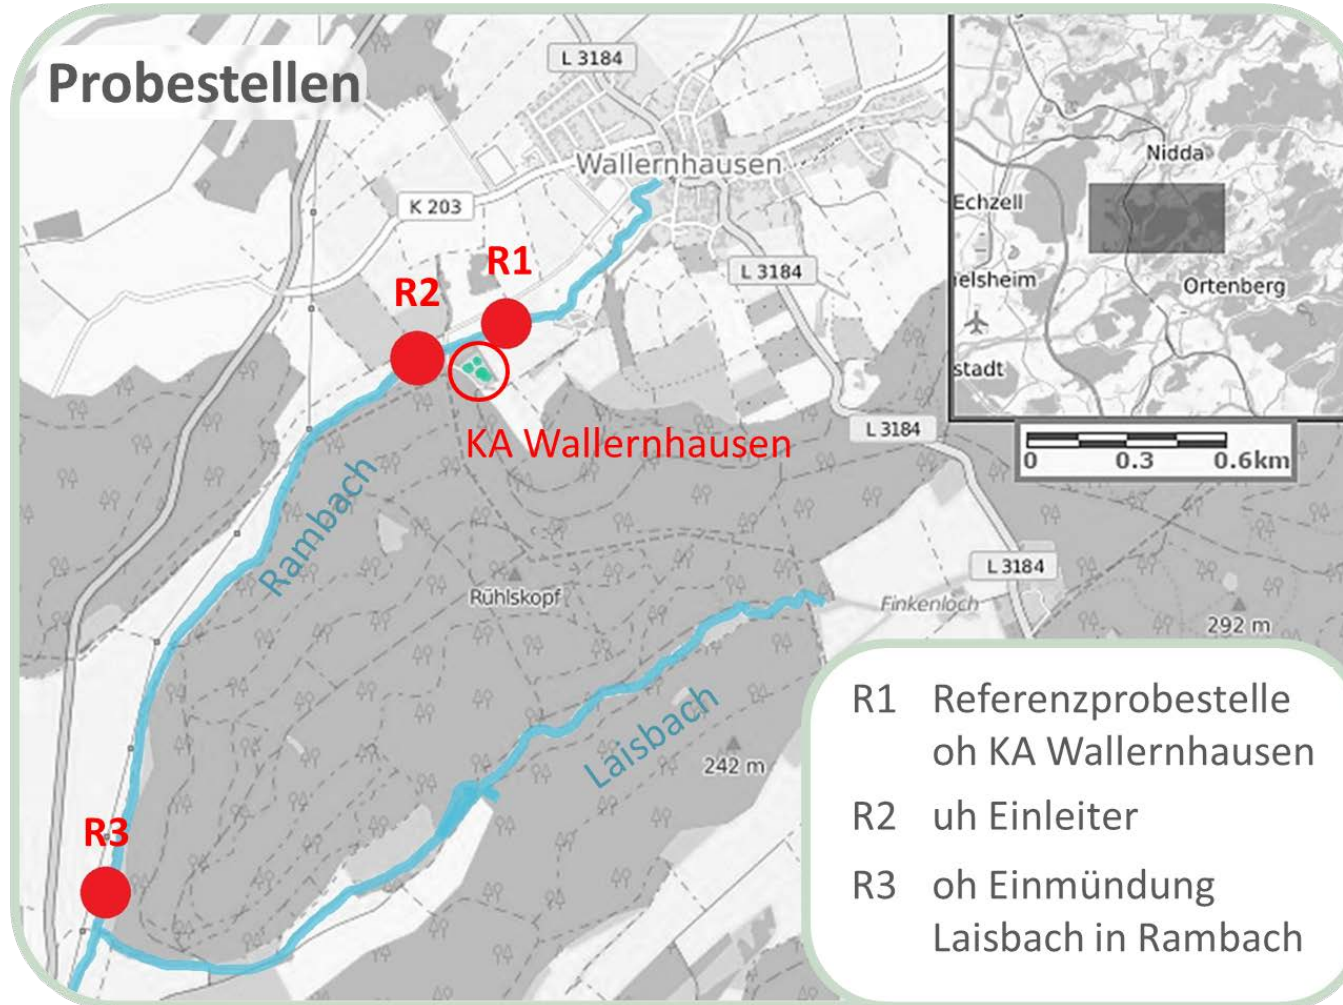 Probestellen
L 3184
Wallernhausen
K 203
R1
R2
L 3184
KA Wallernhausen
L 3184
Rambach
Rühlskopf
L 3184
Finkenloch
292 m
Laisbach
242 m
R3
Nidda
Echzell
elsheim
Ortenberg
stadt
0 0.3 0.6km
R1 Referenzprobestelle
oh KA Wallernhausen
R2 uh Einleiter
R3 oh Einmündung
Laisbach in Rambach